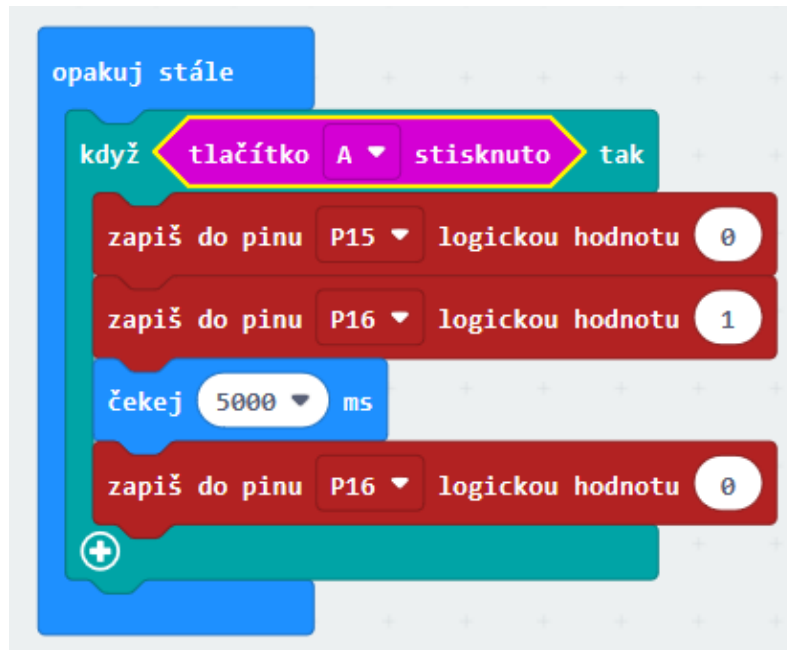 opakuj stále
když tlačítko A stisknuto tak
zapiš do pinu P15 logickou hodnotu 0
zapiš do pinu P16 logickou hodnotu 1
čekej 5000 ms
zapiš do pinu P16 logickou hodnotu 0